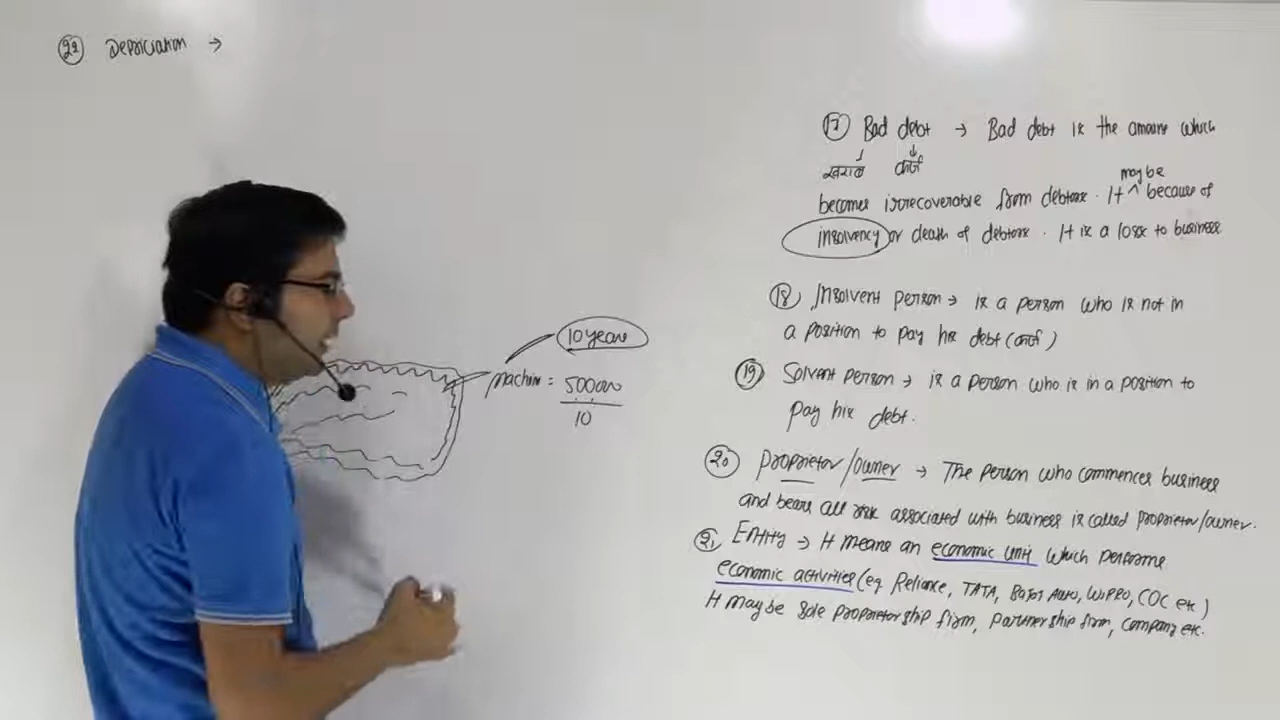 22 Depreciation →
10 years
machine = 50000
10
17 Bad debt → Bad debt is the amount which
खराब कर्ज
becomes irrecoverable from debtors. It ^ may be because of
insolvency or death of debtors. It is a loss to business
18 Insolvent person → is a person who is not in
a position to pay his debt (कर्ज)
19 Solvent person → is a person who is in a position to
pay his debt.
20 Proprietor/owner → The person who commences business
and bears all risk associated with business is called proprietor/owner.
21 Entity → It means an economic unit which performs
economic activities (eg Reliance, TATA, Bajaj Auto, WIPRO, COC etc)
It maybe sole proprietorship firm, partnership firm, company etc.